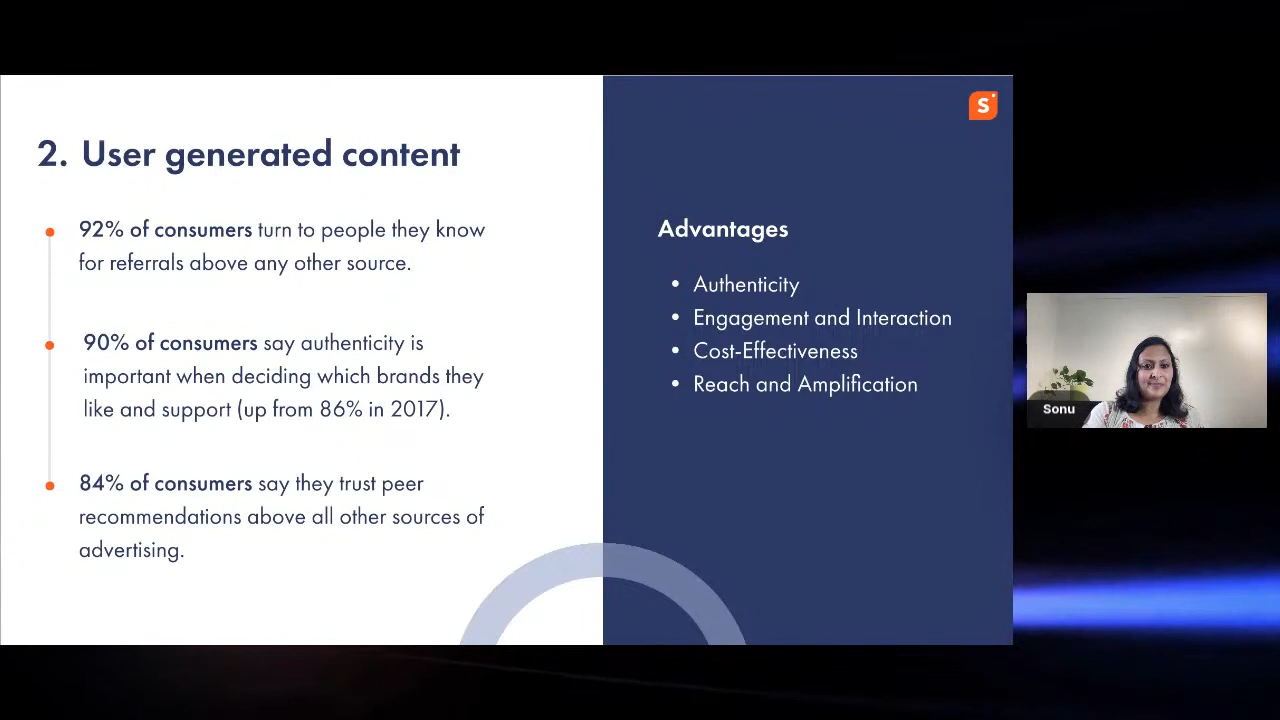 2. User generated content
92% of consumers turn to people they know
for referrals above any other source.
90% of consumers say authenticity is
important when deciding which brands they
like and support (up from 86% in 2017).
84% of consumers say they trust peer
recommendations above all other sources of
advertising.
S
Advantages
• Authenticity
• Engagement and Interaction
• Cost-Effectiveness
• Reach and Amplification
Sonu